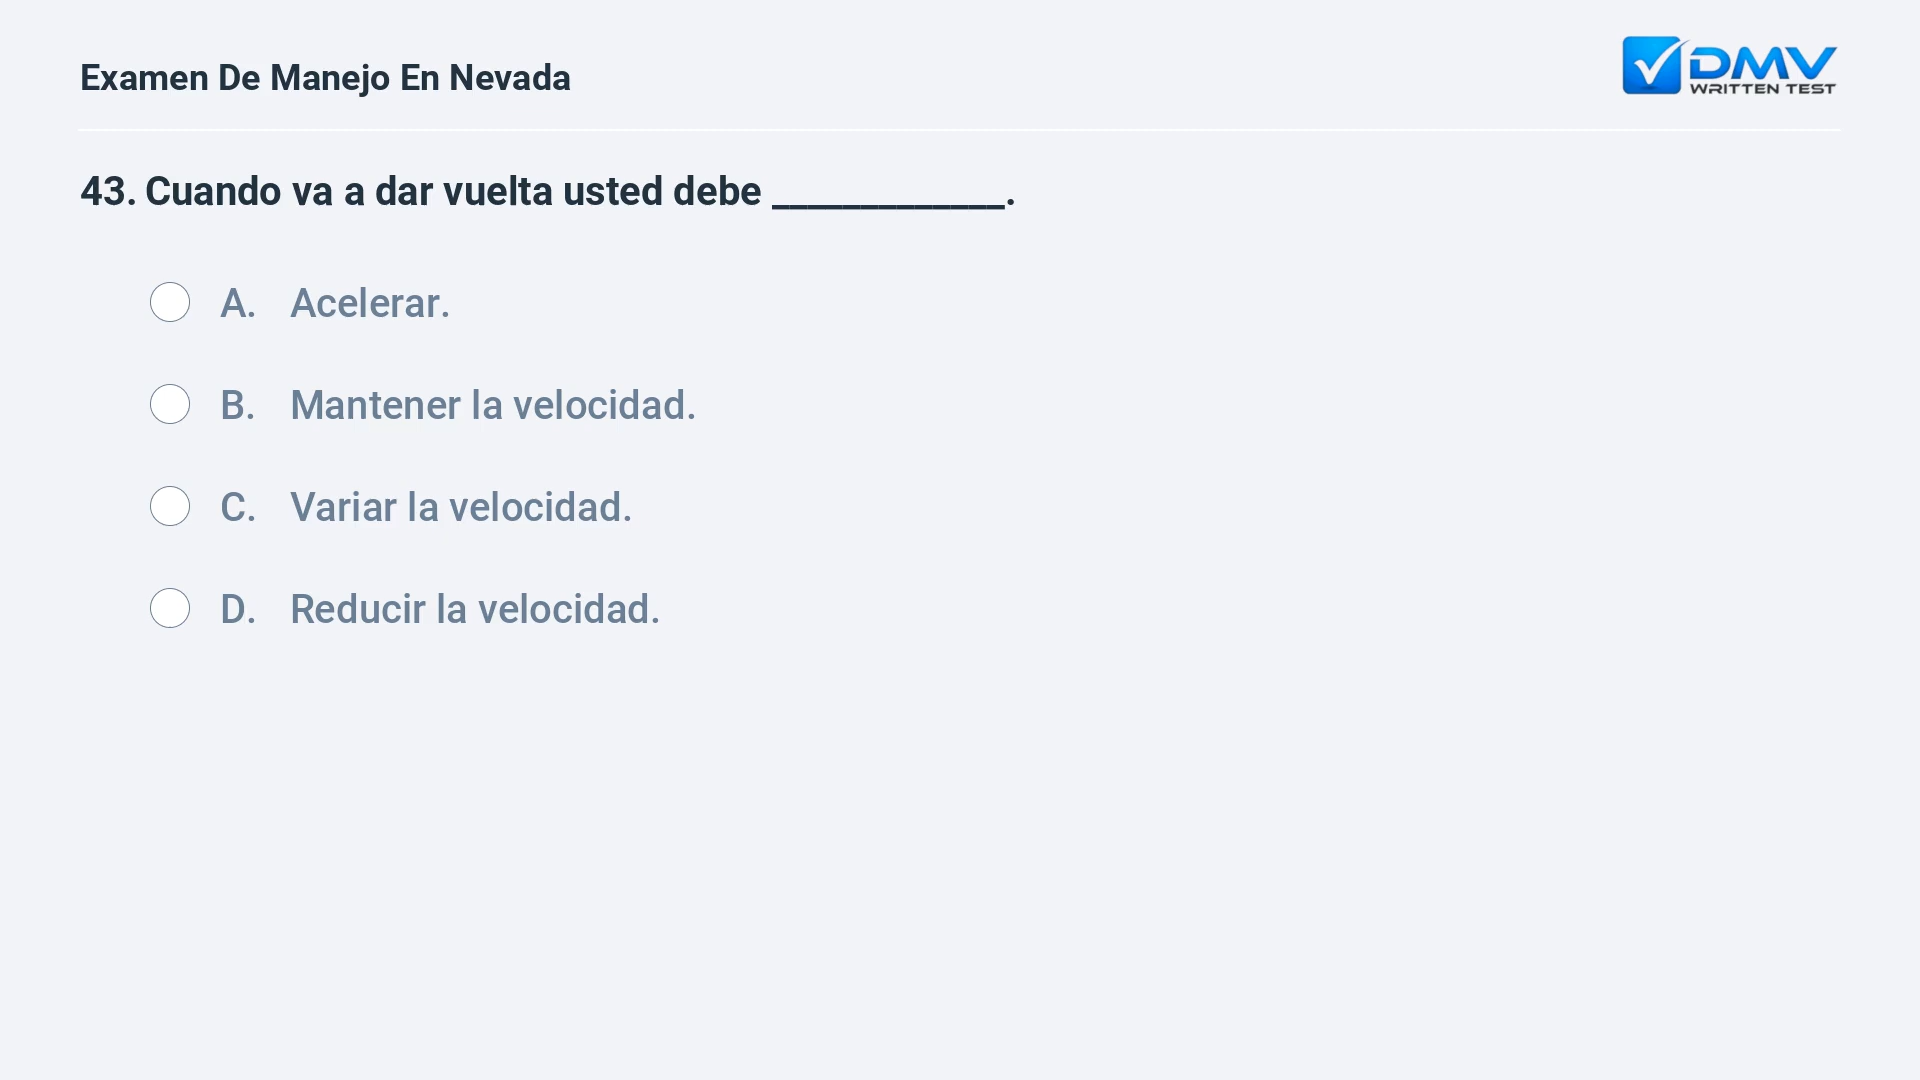 Examen De Manejo En Nevada
DMV
WRITTEN TEST
43. Cuando va a dar vuelta usted debe _____________.
A. Acelerar.
B. Mantener la velocidad.
C. Variar la velocidad.
D. Reducir la velocidad.